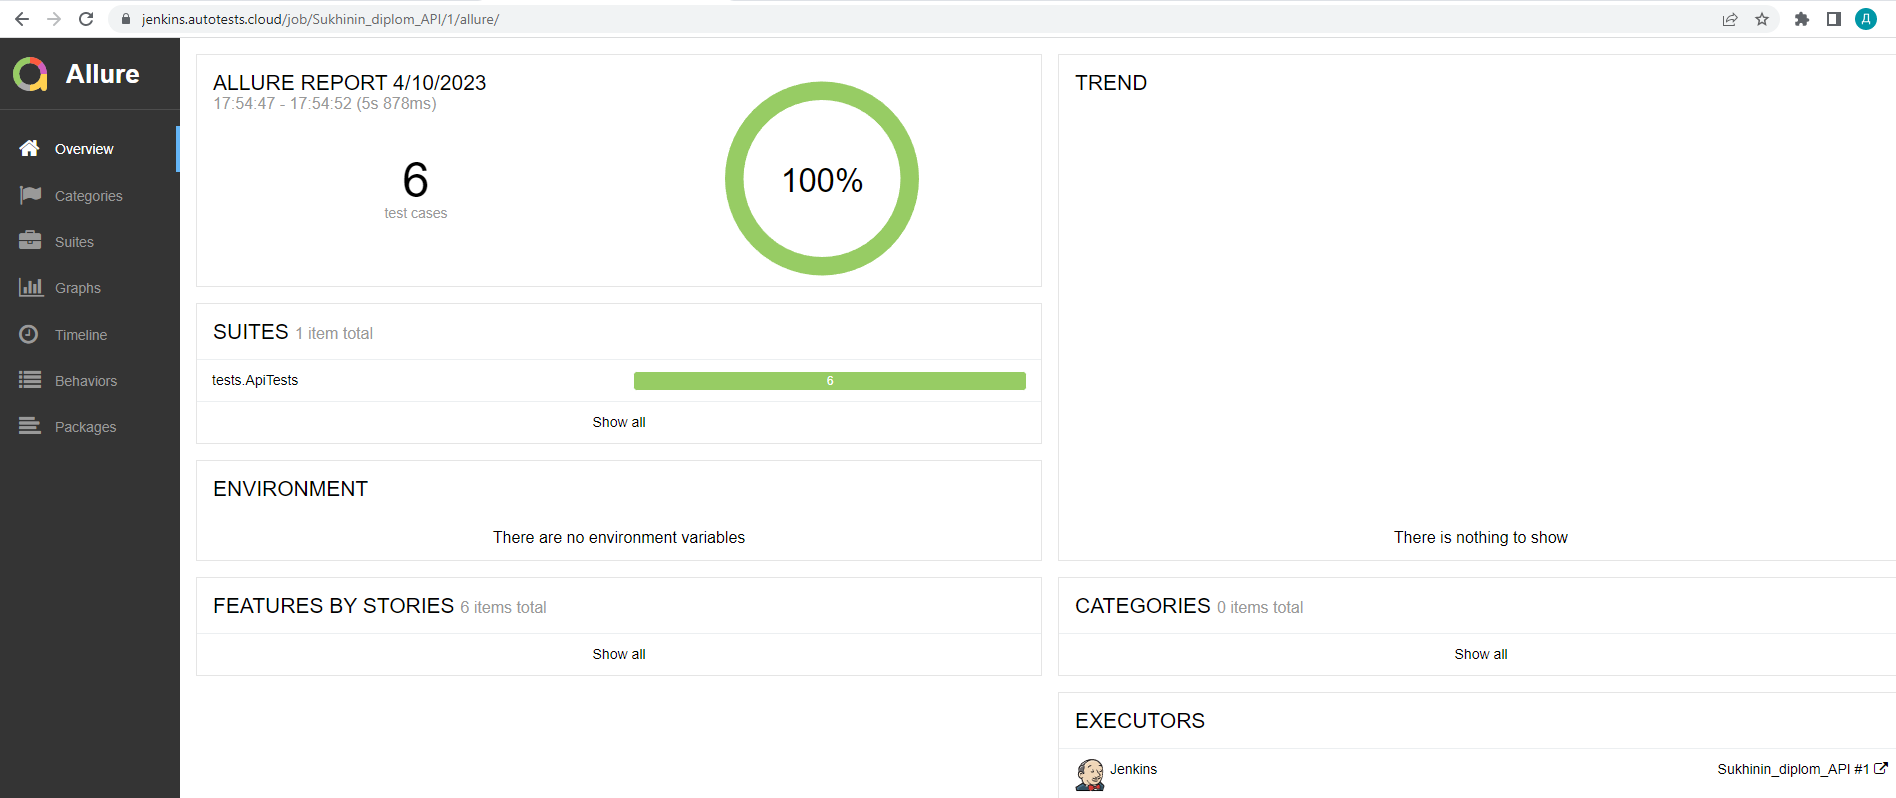 jenkins.autotests.cloud/job/Sukhinin_diplom_API/1/allure/
Д
Allure
Overview
Categories
Suites
Graphs
Timeline
Behaviors
Packages
ALLURE REPORT 4/10/2023
17:54:47 - 17:54:52 (5s 878ms)
6
test cases
100%
SUITES 1 item total
tests.ApiTests 6
Show all
ENVIRONMENT
There are no environment variables
FEATURES BY STORIES 6 items total
Show all
TREND
There is nothing to show
CATEGORIES 0 items total
Show all
EXECUTORS
Jenkins Sukhinin_diplom_API #1